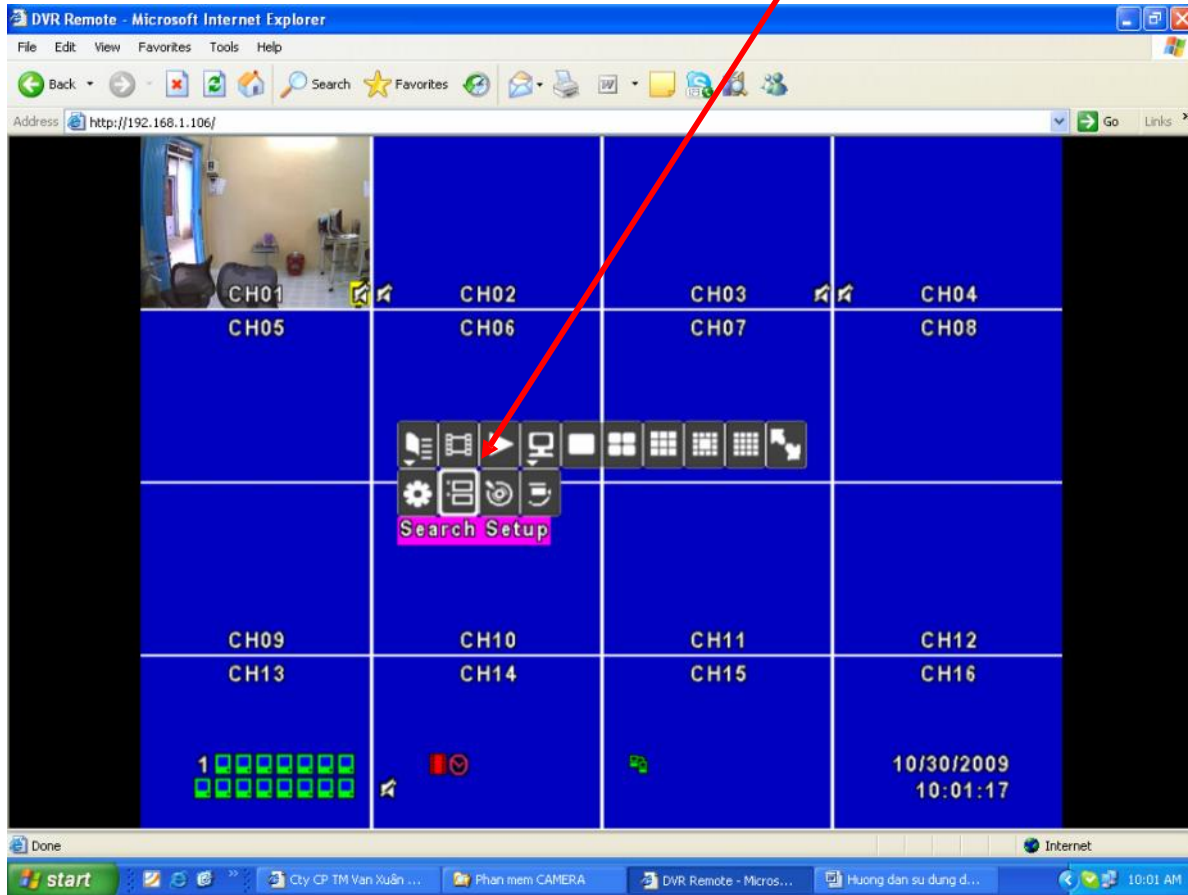 DVR Remote - Microsoft Internet Explorer
File Edit View Favorites Tools Help
Back Search Favorites
Address http://192.168.1.106/ Go Links
CH01 CH02 CH03 CH04
CH05 CH06 CH07 CH08
Search Setup
CH09 CH10 CH11 CH12
CH13 CH14 CH15 CH16
1
10/30/2009
10:01:17
Done Internet
start Cty CP TM Van Xuân ... Phan mem CAMERA DVR Remote - Micros... Huong dan su dung d... 10:01 AM